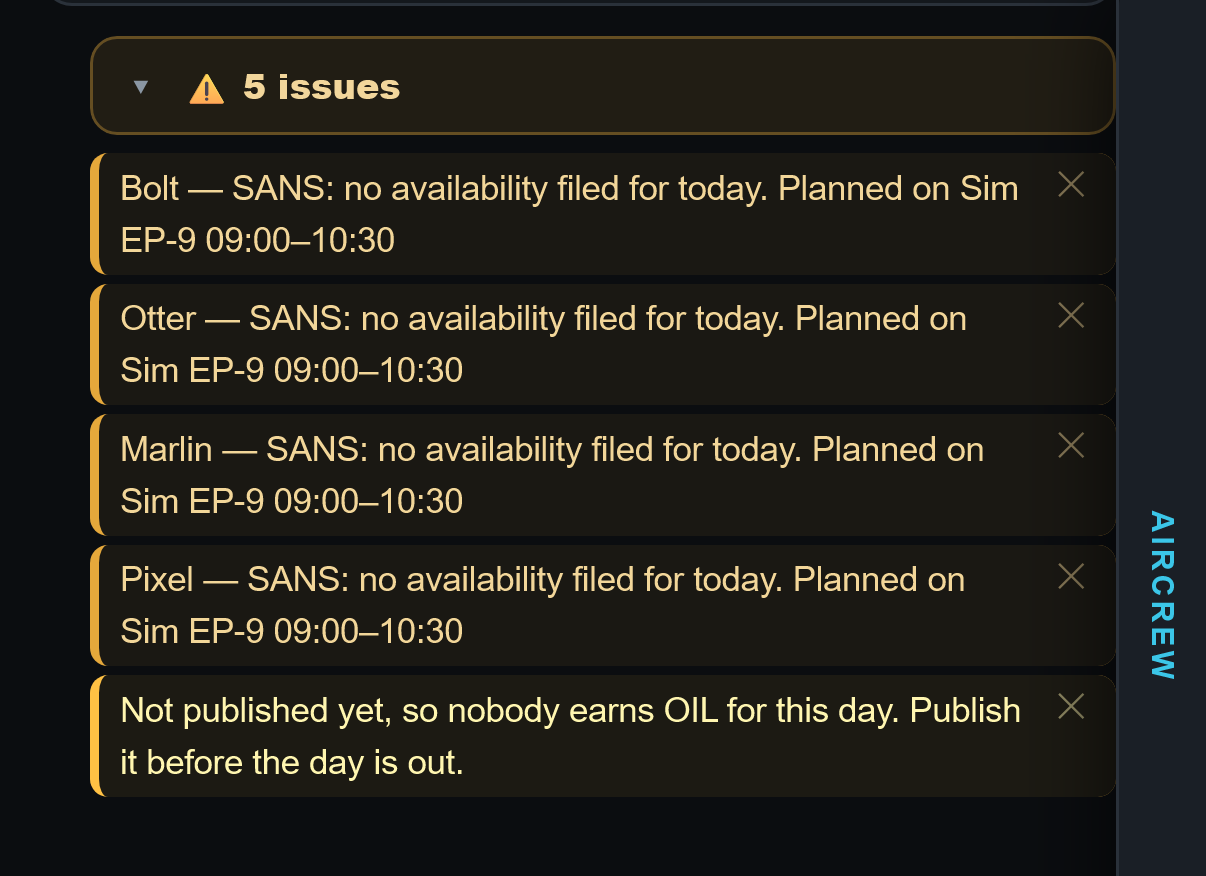 5 issues
Bolt — SANS: no availability filed for today. Planned on Sim
EP-9 09:00–10:30
Otter — SANS: no availability filed for today. Planned on
Sim EP-9 09:00–10:30
Marlin — SANS: no availability filed for today. Planned on
Sim EP-9 09:00–10:30
Pixel — SANS: no availability filed for today. Planned on
Sim EP-9 09:00–10:30
Not published yet, so nobody earns OIL for this day. Publish
it before the day is out.
AIRCREW